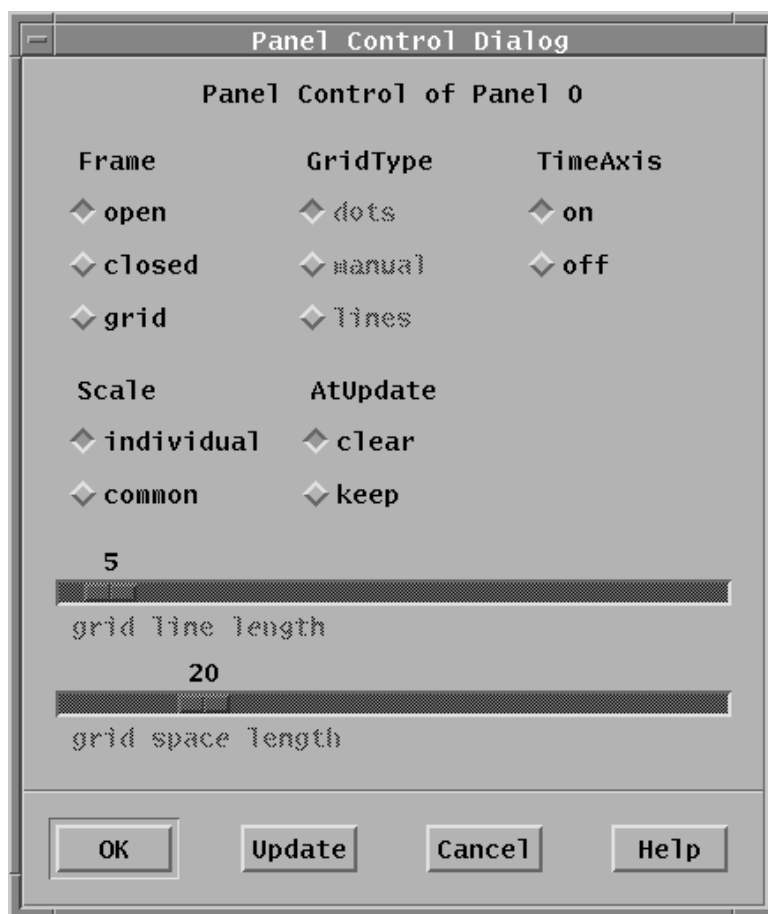 Panel Control Dialog
Panel Control of Panel 0
Frame GridType TimeAxis
open dots on
closed manual off
grid lines
Scale AtUpdate
individual clear
common keep
5
grid line length
20
grid space length
OK Update Cancel Help